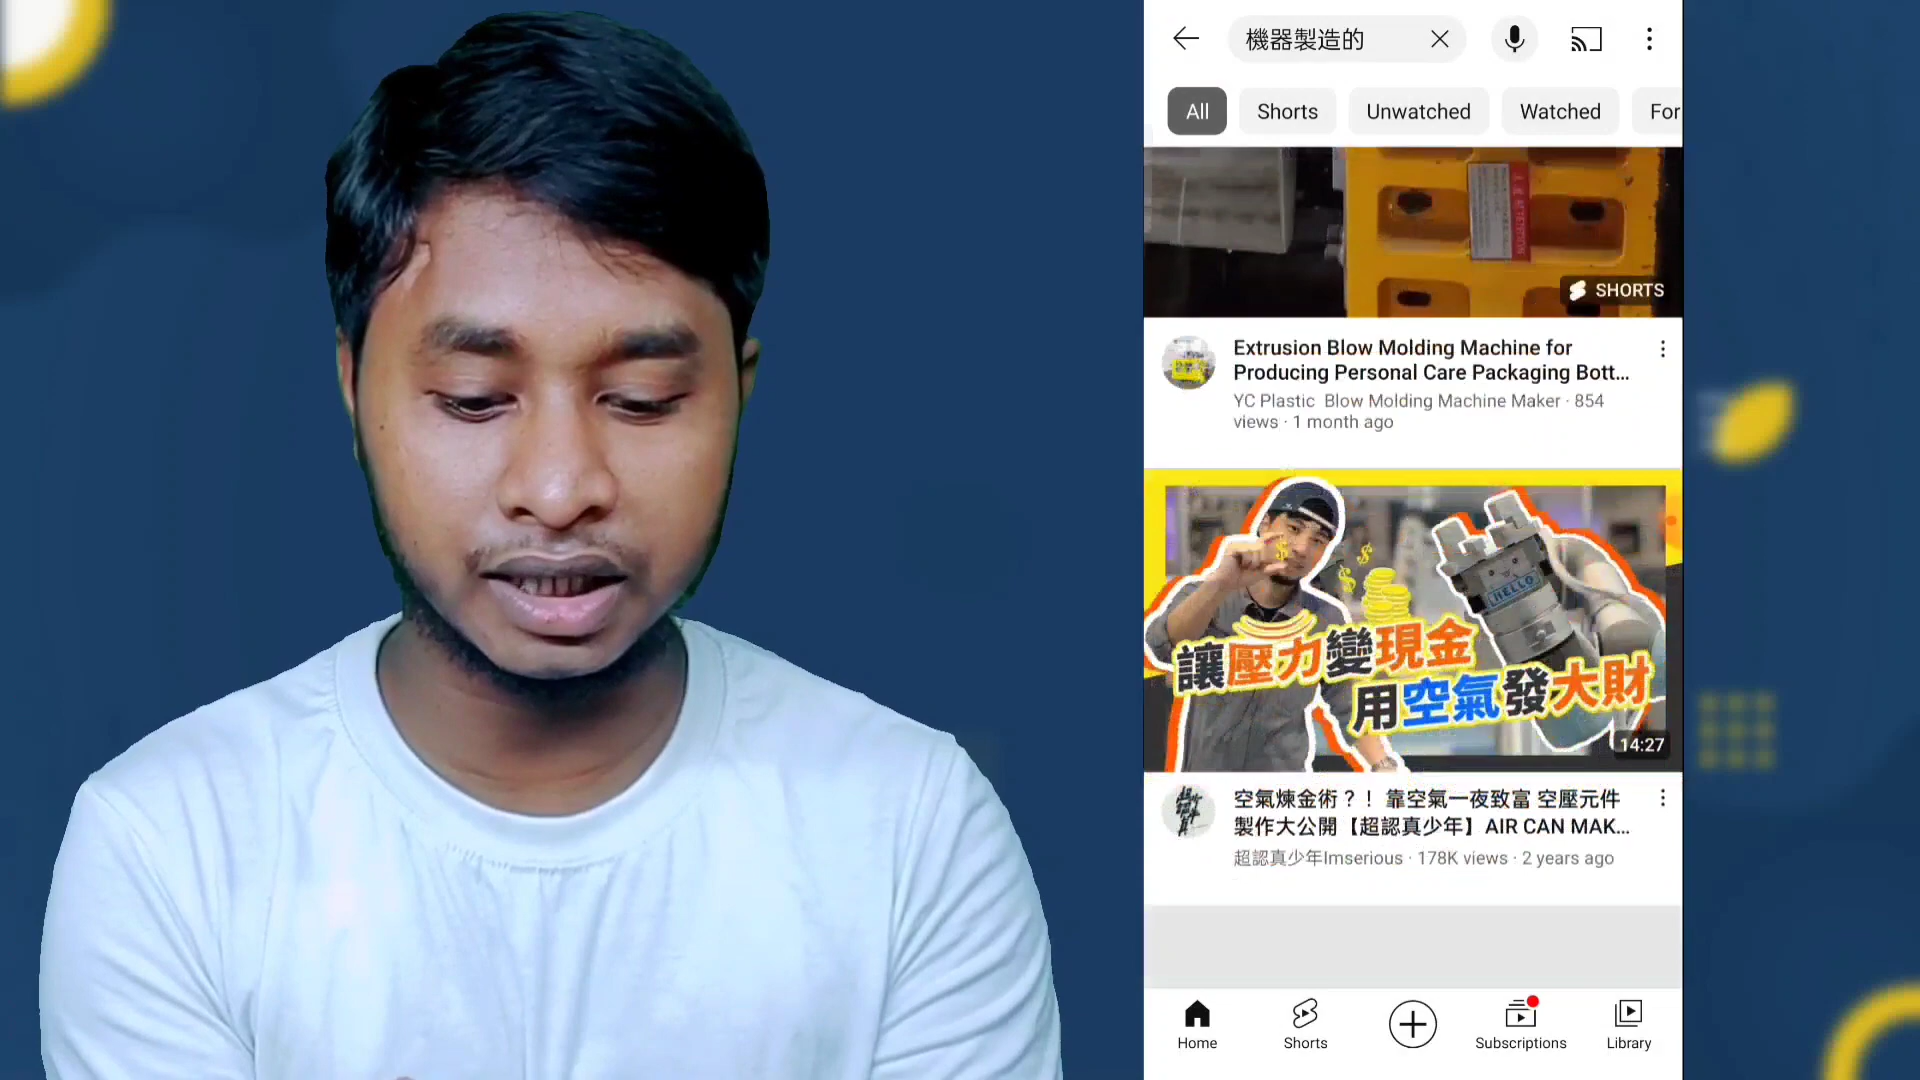 機器製造的
All
Shorts
Unwatched
Watched
For
SHORTS
Extrusion Blow Molding Machine for
Producing Personal Care Packaging Bott...
YC Plastic Blow Molding Machine Maker · 854
views · 1 month ago
HELLO
讓壓力變現金
用空氣發大財
14:27
空氣煉金術？！ 靠空氣一夜致富 空壓元件
製作大公開【超認真少年】AIR CAN MAK...
超認真少年Imserious · 178K views · 2 years ago
Home
Shorts
Subscriptions
Library